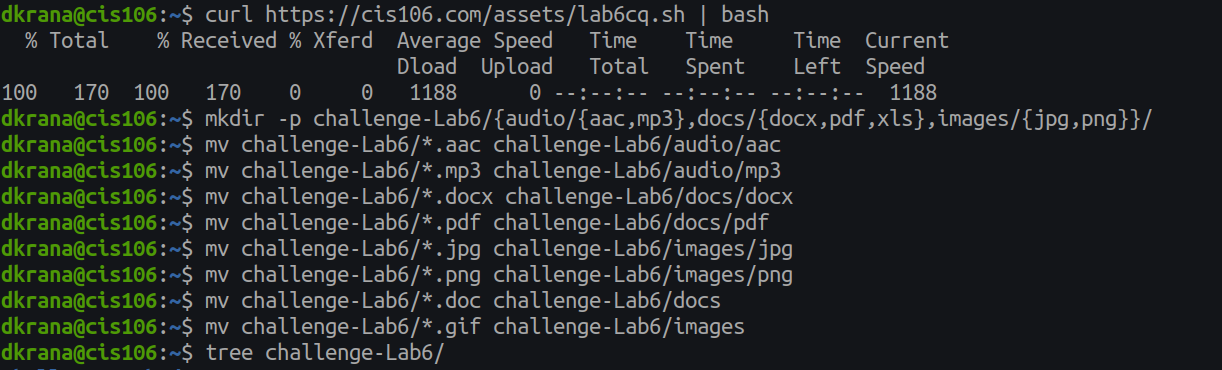 dkrana@cis106:~$ curl https://cis106.com/assets/lab6cq.sh | bash
  % Total    % Received % Xferd  Average Speed   Time    Time     Time  Current
                                 Dload  Upload   Total   Spent    Left  Speed
100   170  100   170    0     0   1188      0 --:--:-- --:--:-- --:--:--  1188
dkrana@cis106:~$ mkdir -p challenge-Lab6/{audio/{aac,mp3},docs/{docx,pdf,xls},images/{jpg,png}}/
dkrana@cis106:~$ mv challenge-Lab6/*.aac challenge-Lab6/audio/aac
dkrana@cis106:~$ mv challenge-Lab6/*.mp3 challenge-Lab6/audio/mp3
dkrana@cis106:~$ mv challenge-Lab6/*.docx challenge-Lab6/docs/docx
dkrana@cis106:~$ mv challenge-Lab6/*.pdf challenge-Lab6/docs/pdf
dkrana@cis106:~$ mv challenge-Lab6/*.jpg challenge-Lab6/images/jpg
dkrana@cis106:~$ mv challenge-Lab6/*.png challenge-Lab6/images/png
dkrana@cis106:~$ mv challenge-Lab6/*.doc challenge-Lab6/docs
dkrana@cis106:~$ mv challenge-Lab6/*.gif challenge-Lab6/images
dkrana@cis106:~$ tree challenge-Lab6/